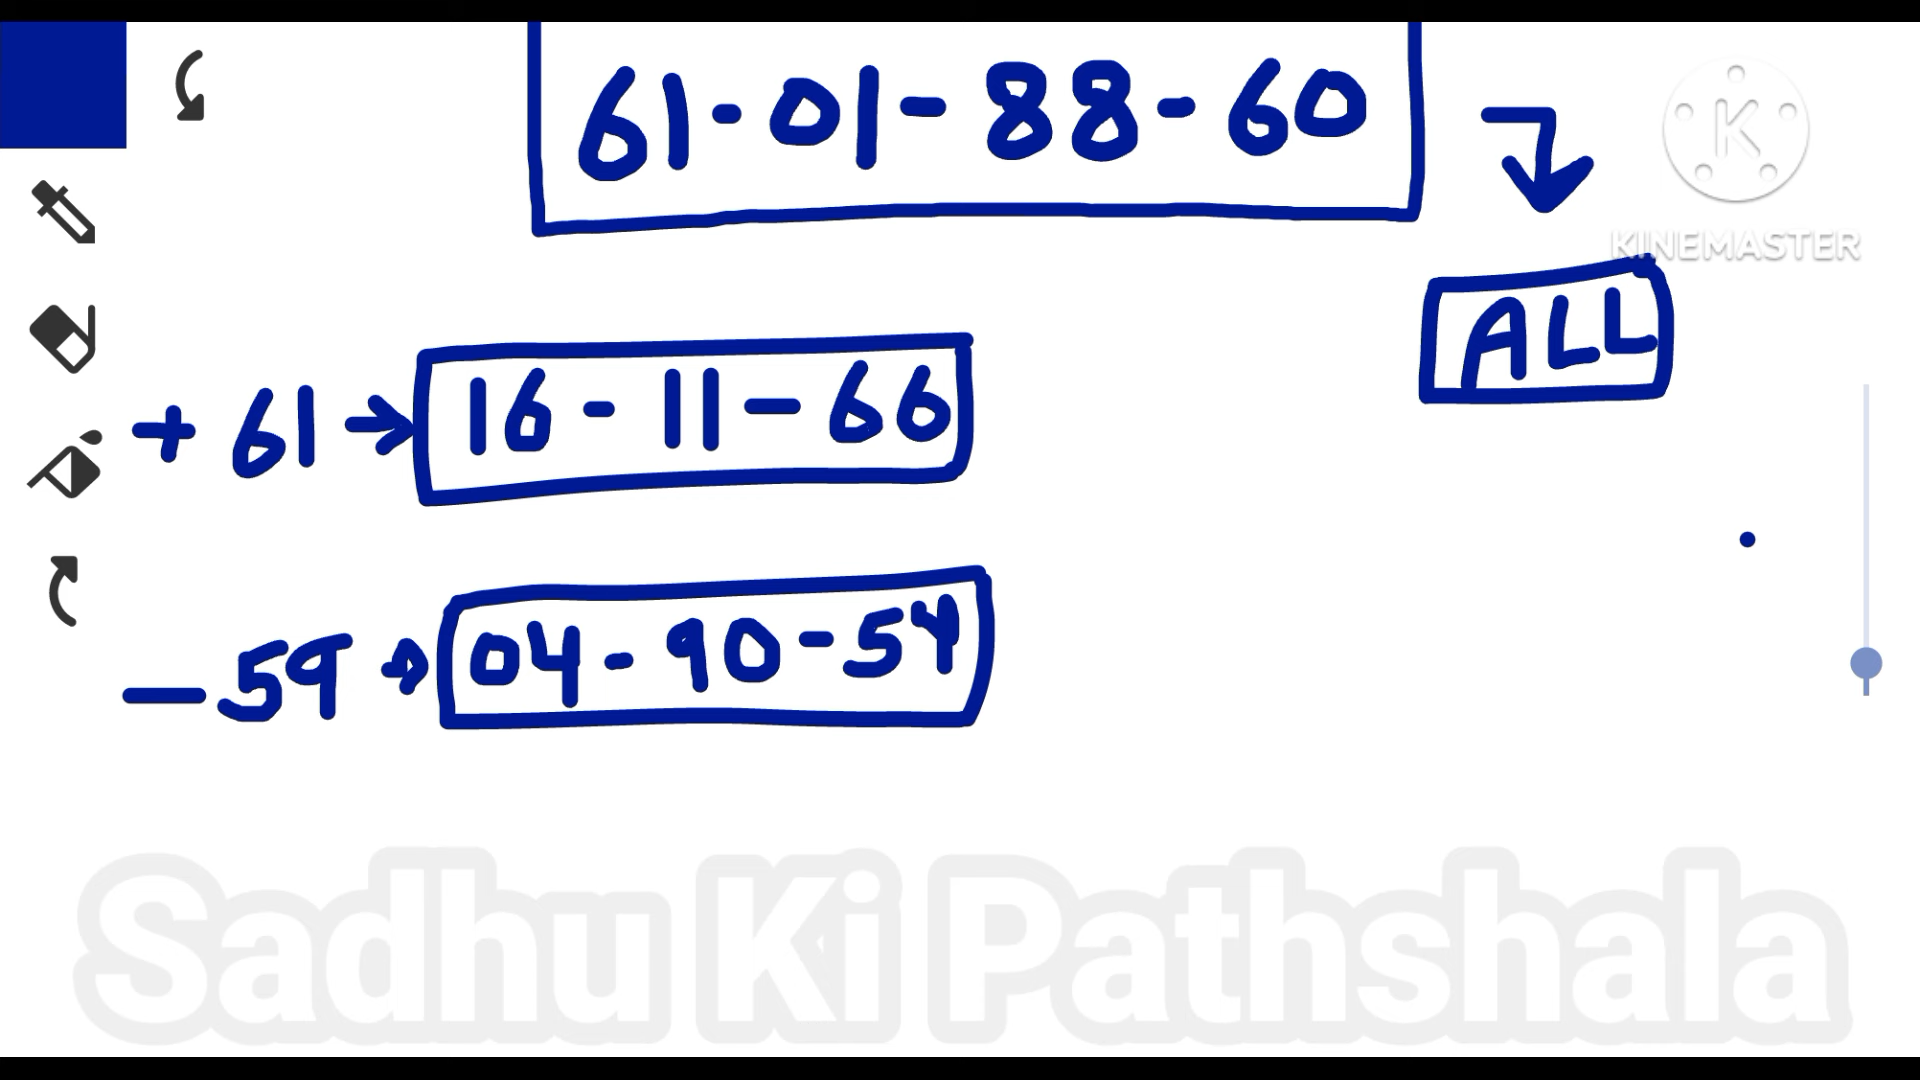 61-01-88-60
K
KINEMASTER
ALL
+ 61 → 16 - 11 - 66
- 59 → 04 - 90 - 54
Sadhu Ki Pathshala